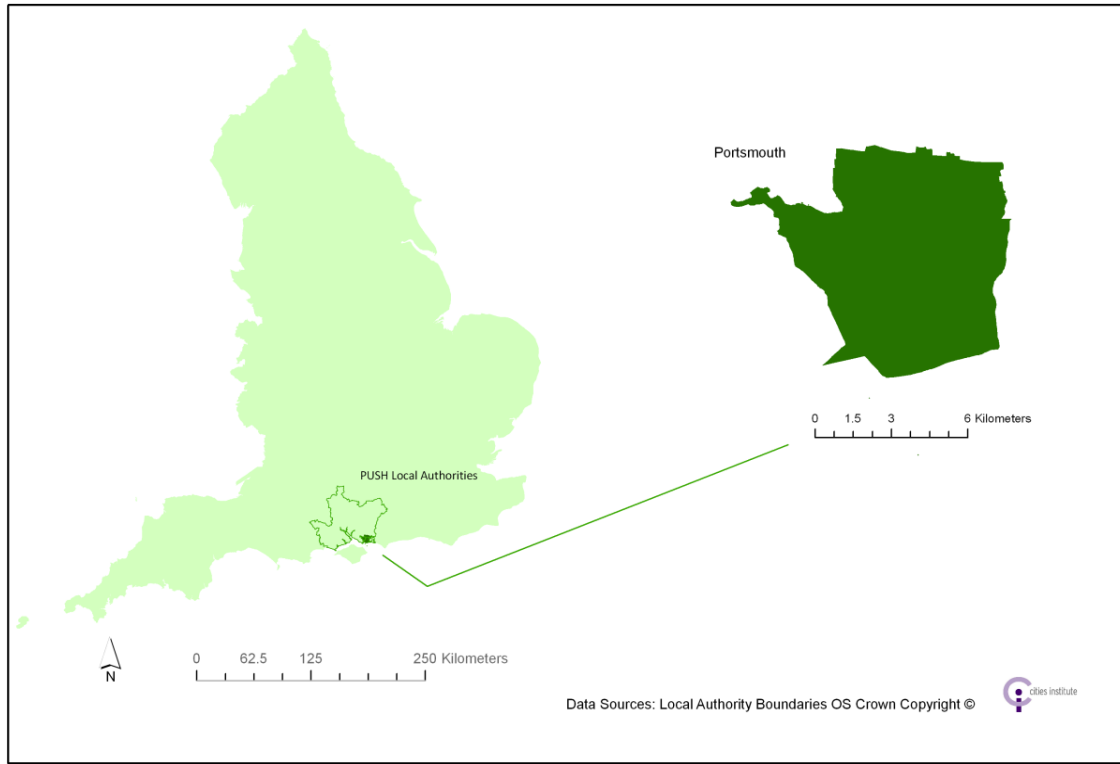 Portsmouth
0 1.5 3 6 Kilometers
PUSH Local Authorities
N
0 62.5 125 250 Kilometers
Data Sources: Local Authority Boundaries OS Crown Copyright ©
cities institute